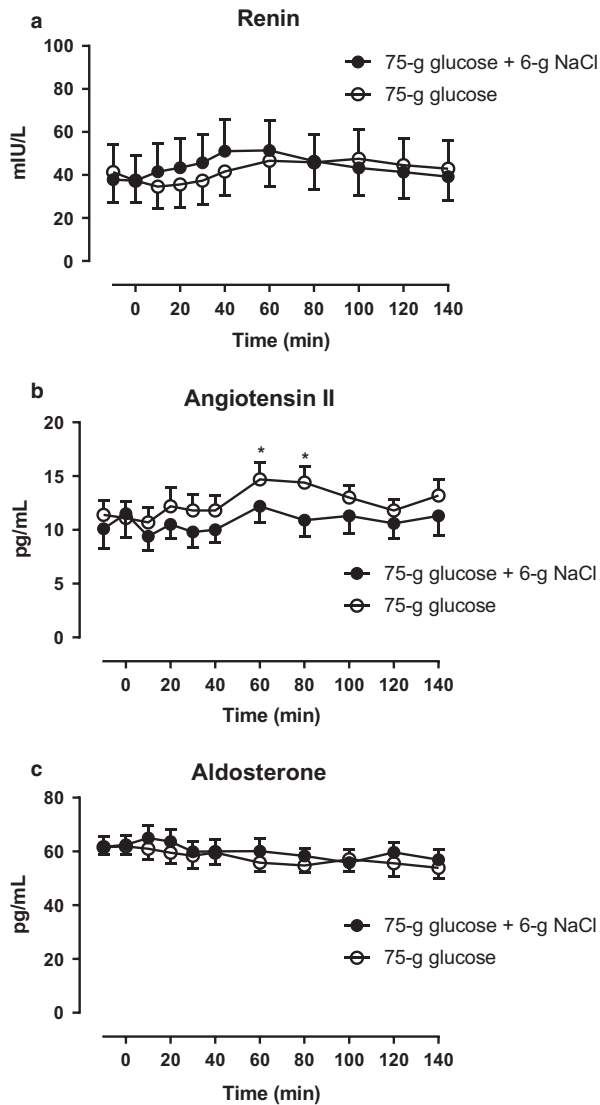 a
Renin
100
80
60
40
20
0
mIU/L
75-g glucose + 6-g NaCl
75-g glucose
0 20 40 60 80 100 120 140
Time (min)
b
Angiotensin II
20
15
10
5
0
pg/mL
* *
75-g glucose + 6-g NaCl
75-g glucose
0 20 40 60 80 100 120 140
Time (min)
c
Aldosterone
80
60
40
20
0
pg/mL
75-g glucose + 6-g NaCl
75-g glucose
0 20 40 60 80 100 120 140
Time (min)